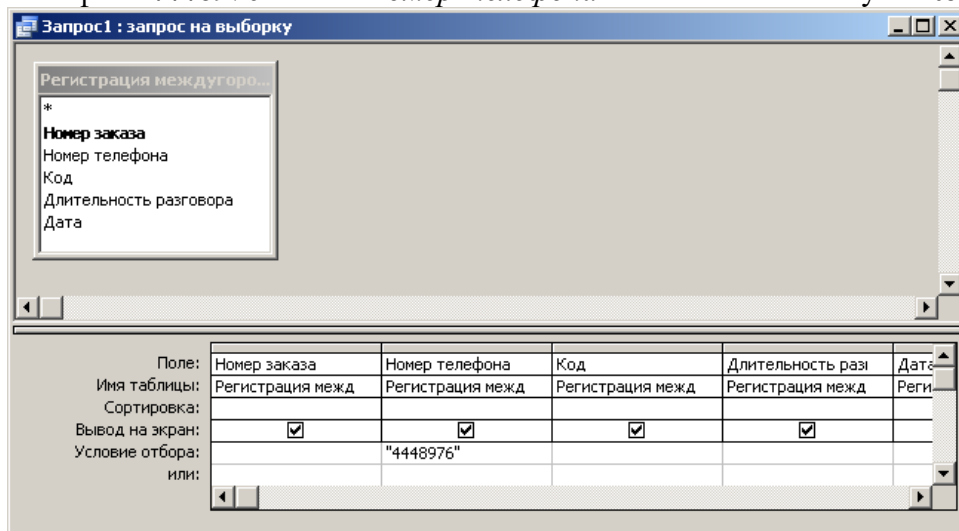 Запрос1 : запрос на выборку
Регистрация междугоро...
*
Номер заказа
Номер телефона
Код
Длительность разговора
Дата
Поле: Номер заказа Номер телефона Код Длительность разг Дата
Имя таблицы: Регистрация межд Регистрация межд Регистрация межд Регистрация межд Реги
Сортировка:
Вывод на экран:
Условие отбора: "4448976"
или: